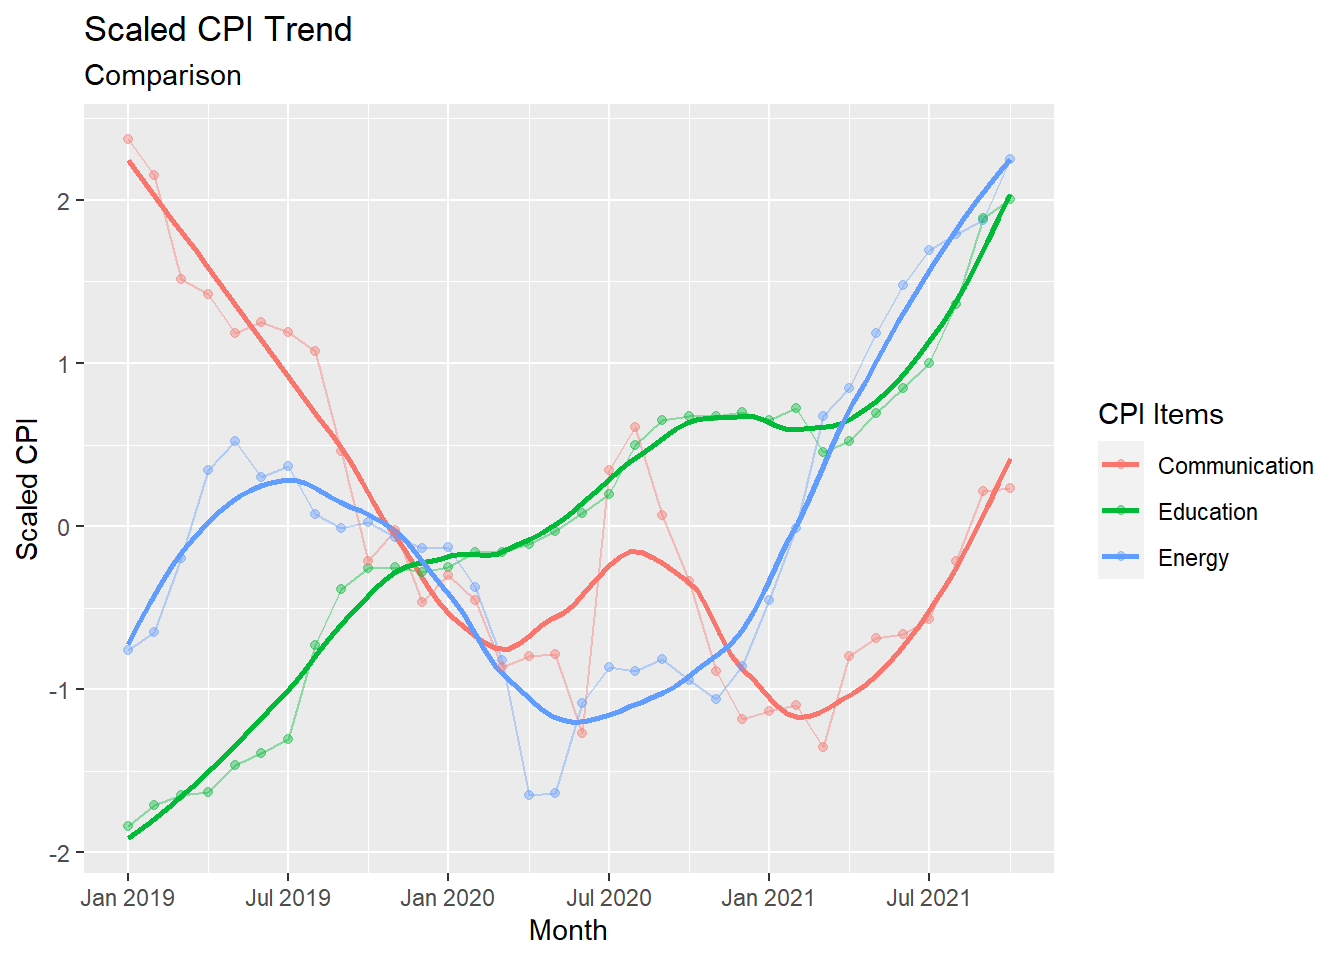 Scaled CPI Trend
Comparison
Scaled CPI
2
1
0
-1
-2
Jan 2019 Jul 2019 Jan 2020 Jul 2020 Jan 2021 Jul 2021
Month
CPI Items
Communication
Education
Energy